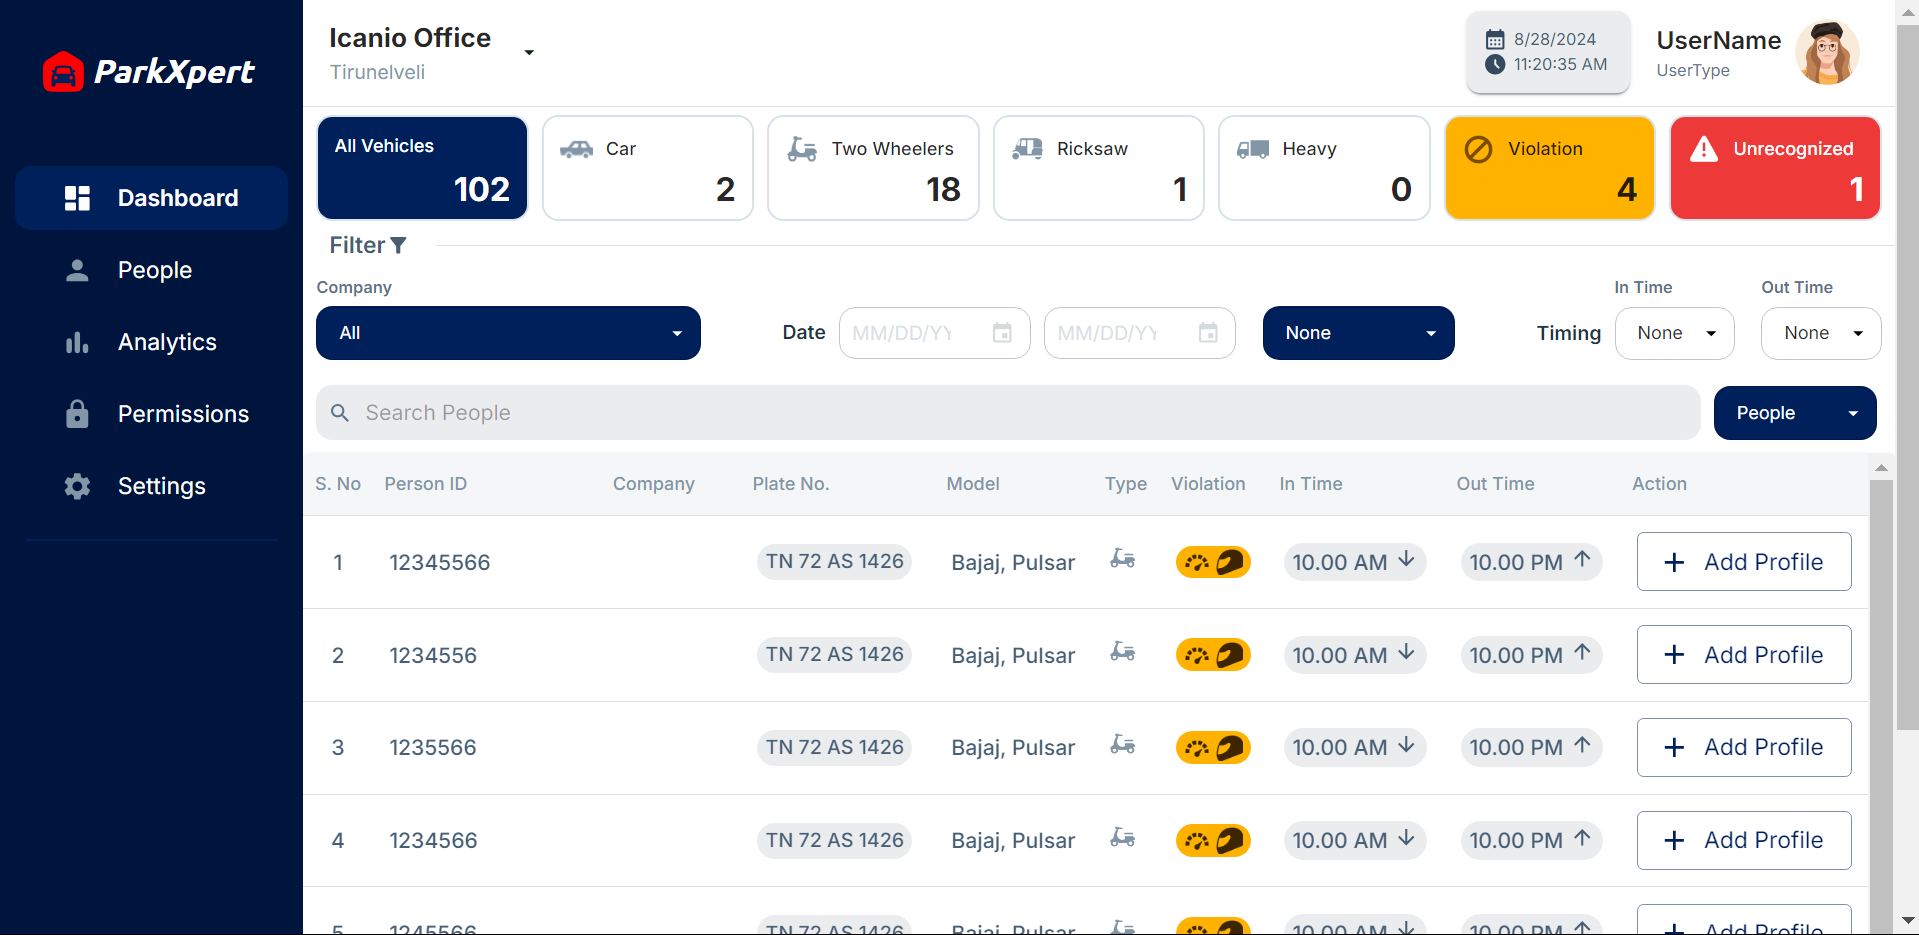 ParkXpert
Dashboard
People
Analytics
Permissions
Settings
Icanio Office
Tirunelveli
8/28/2024
11:20:35 AM
UserName
UserType
All Vehicles
102
Car
2
Two Wheelers
18
Ricksaw
1
Heavy
0
Violation
4
Unrecognized
1
Filter
Company
All
Date
MM/DD/YY
MM/DD/YY
None
Timing
In Time
None
Out Time
None
Search People
People
S. No Person ID Company Plate No. Model Type Violation In Time Out Time Action
1 12345566 TN 72 AS 1426 Bajaj, Pulsar 10.00 AM 10.00 PM + Add Profile
2 1234556 TN 72 AS 1426 Bajaj, Pulsar 10.00 AM 10.00 PM + Add Profile
3 1235566 TN 72 AS 1426 Bajaj, Pulsar 10.00 AM 10.00 PM + Add Profile
4 1234566 TN 72 AS 1426 Bajaj, Pulsar 10.00 AM 10.00 PM + Add Profile
5 1245566 TN 72 AS 1426 Bajaj, Pulsar 10.00 AM 10.00 PM + Add Profile